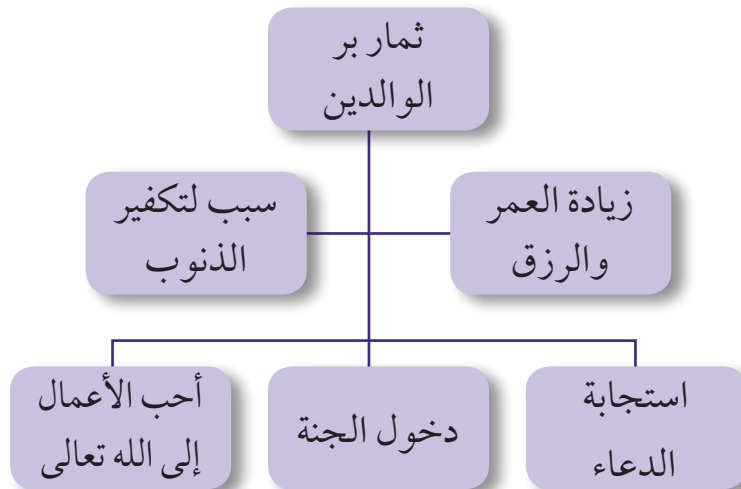 ثمار بر
الوالدين
زيادة العمر
والرزق
سبب لتكفير
الذنوب
استجابة
الدعاء
دخول الجنة
أحب الأعمال
إلى الله تعالى